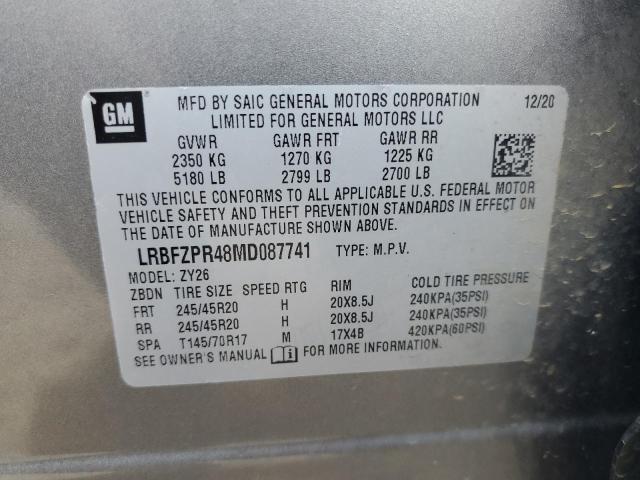 GM
MFD BY SAIC GENERAL MOTORS CORPORATION 12/20
LIMITED FOR GENERAL MOTORS LLC
GVWR GAWR FRT GAWR RR
2350 KG 1270 KG 1225 KG
5180 LB 2799 LB 2700 LB
THIS VEHICLE CONFORMS TO ALL APPLICABLE U.S. FEDERAL MOTOR
VEHICLE SAFETY AND THEFT PREVENTION STANDARDS IN EFFECT ON
THE DATE OF MANUFACTURE SHOWN ABOVE.
LRBFZPR48MD087741 TYPE: M.P.V.
MODEL: ZY26
ZBDN TIRE SIZE SPEED RTG RIM COLD TIRE PRESSURE
FRT 245/45R20 H 20X8.5J 240KPA(35PSI)
RR 245/45R20 H 20X8.5J 240KPA(35PSI)
SPA T145/70R17 M 17X4B 420KPA(60PSI)
SEE OWNER'S MANUAL FOR MORE INFORMATION.